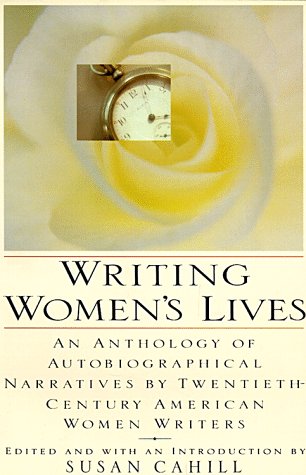 WRITING
WOMEN'S LIVES
AN ANTHOLOGY OF
AUTOBIOGRAPHICAL
NARRATIVES BY TWENTIETH-
CENTURY AMERICAN
WOMEN WRITERS
EDITED AND WITH AN INTRODUCTION BY
SUSAN CAHILL